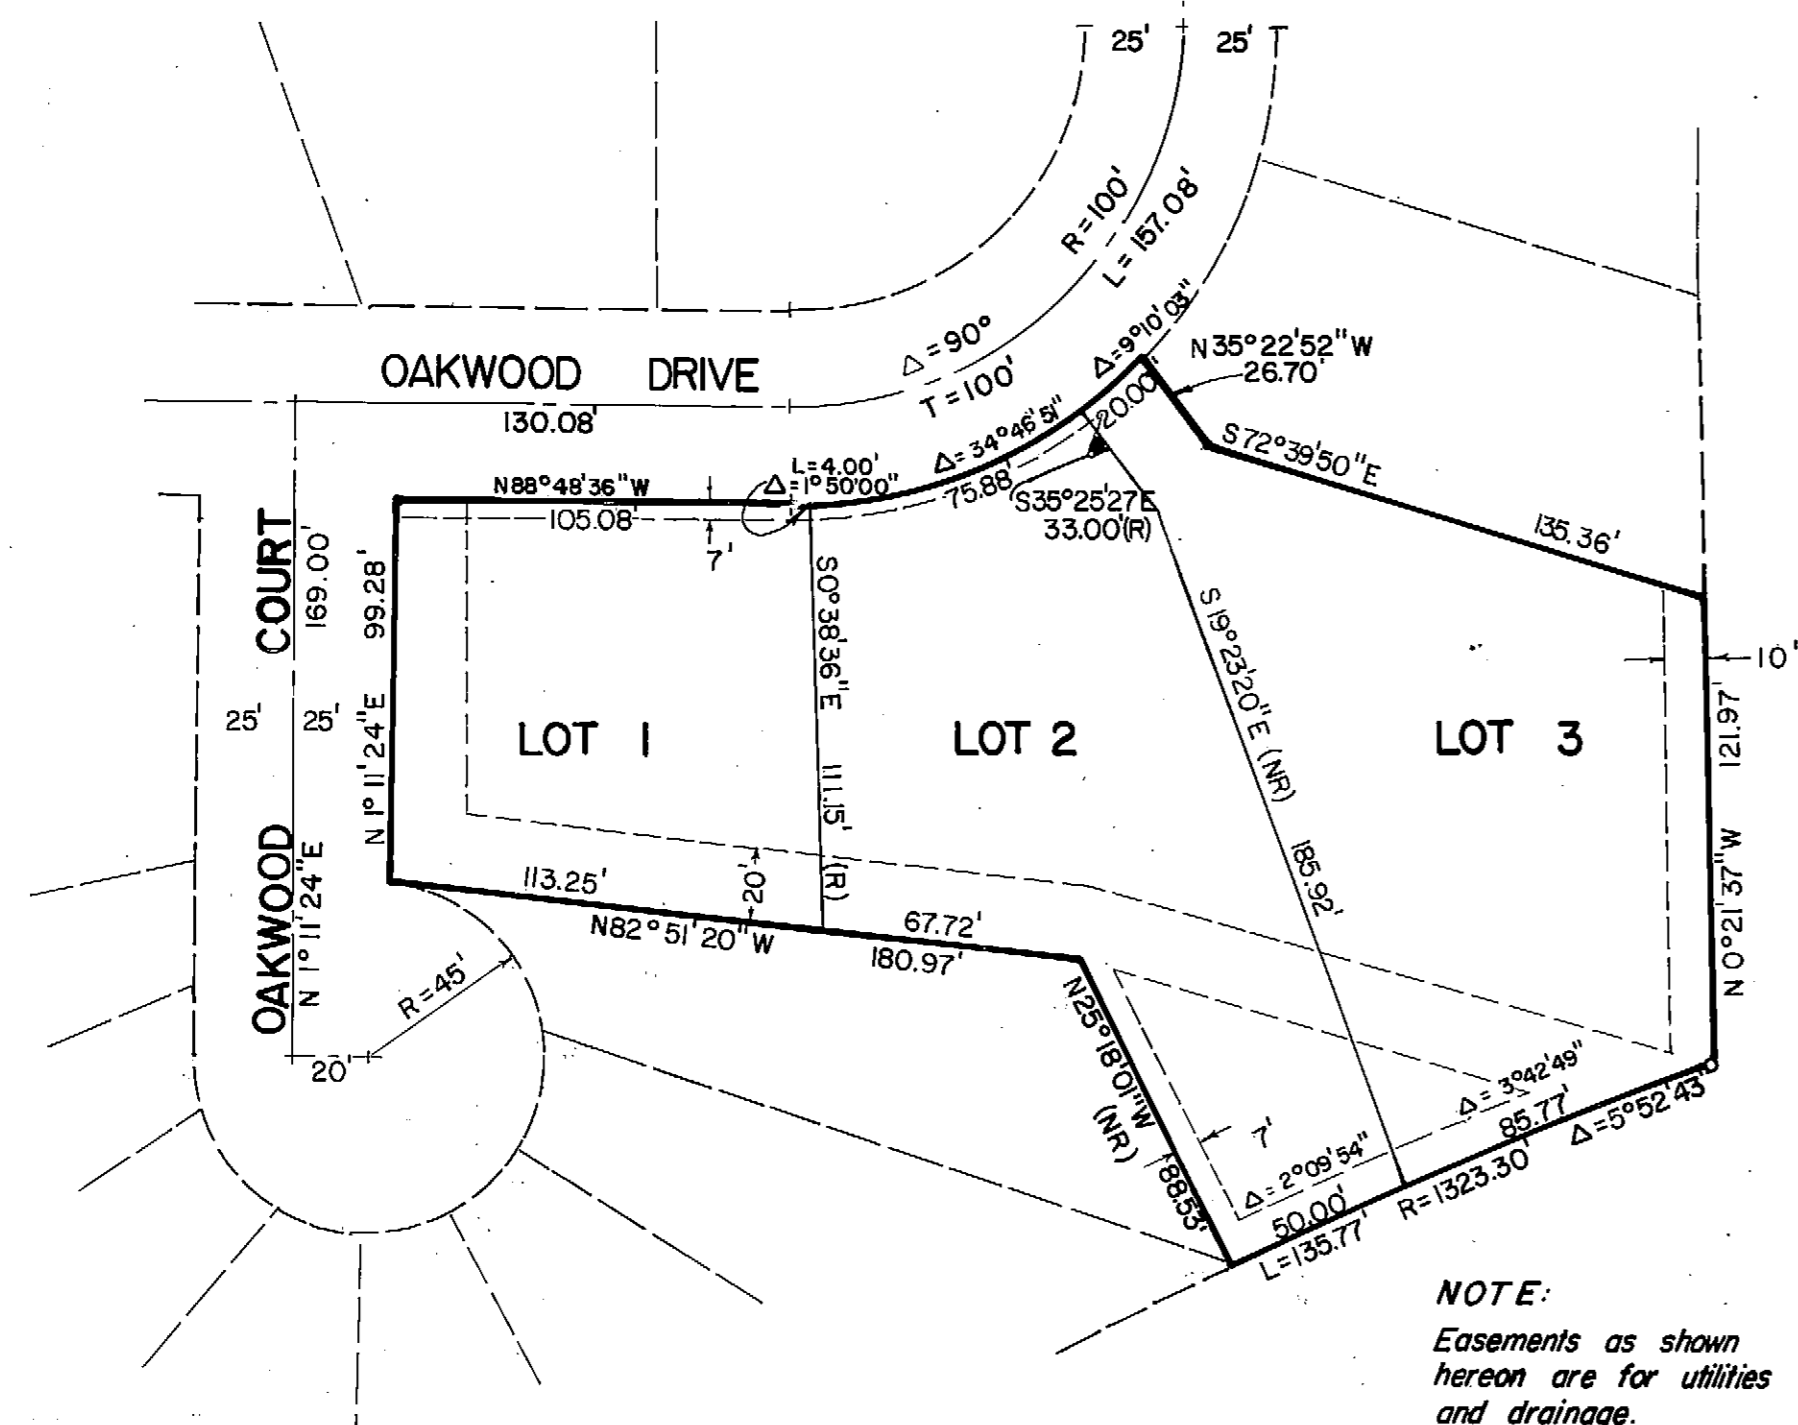 25' 25'
R=100'
L=157.08'
Δ=90°
T=100'
OAKWOOD DRIVE
130.08'
Δ=9°10'03"
20.00'
N35°22'52"W
26.70'
Δ=34°46'51"
75.88'
S72°39'50"E
135.36'
L=4.00'
Δ=1°50'00"
N88°48'36"W
105.08'
7'
S35°25'27E
33.00'(R)
OAKWOOD COURT
169.00'
N 1°11'24"E
25' 25'
99.28'
N 1°11'24"E
S0°38'36"E 111.15' (R)
S19°23'20"E (NR) 185.92'
10'
121.97'
N 0°21'37"W
LOT 1
LOT 2
LOT 3
113.25'
20'
N82°51'20"W
67.72'
180.97'
R=45'
20'
N25°18'01"W
(NR)
88.53'
7'
Δ=3°42'49"
85.77'
Δ=5°52'43"
Δ=2°09'54"
50.00'
R=1323.30'
L=135.77'
NOTE:
Easements as shown
hereon are for utilities
and drainage.